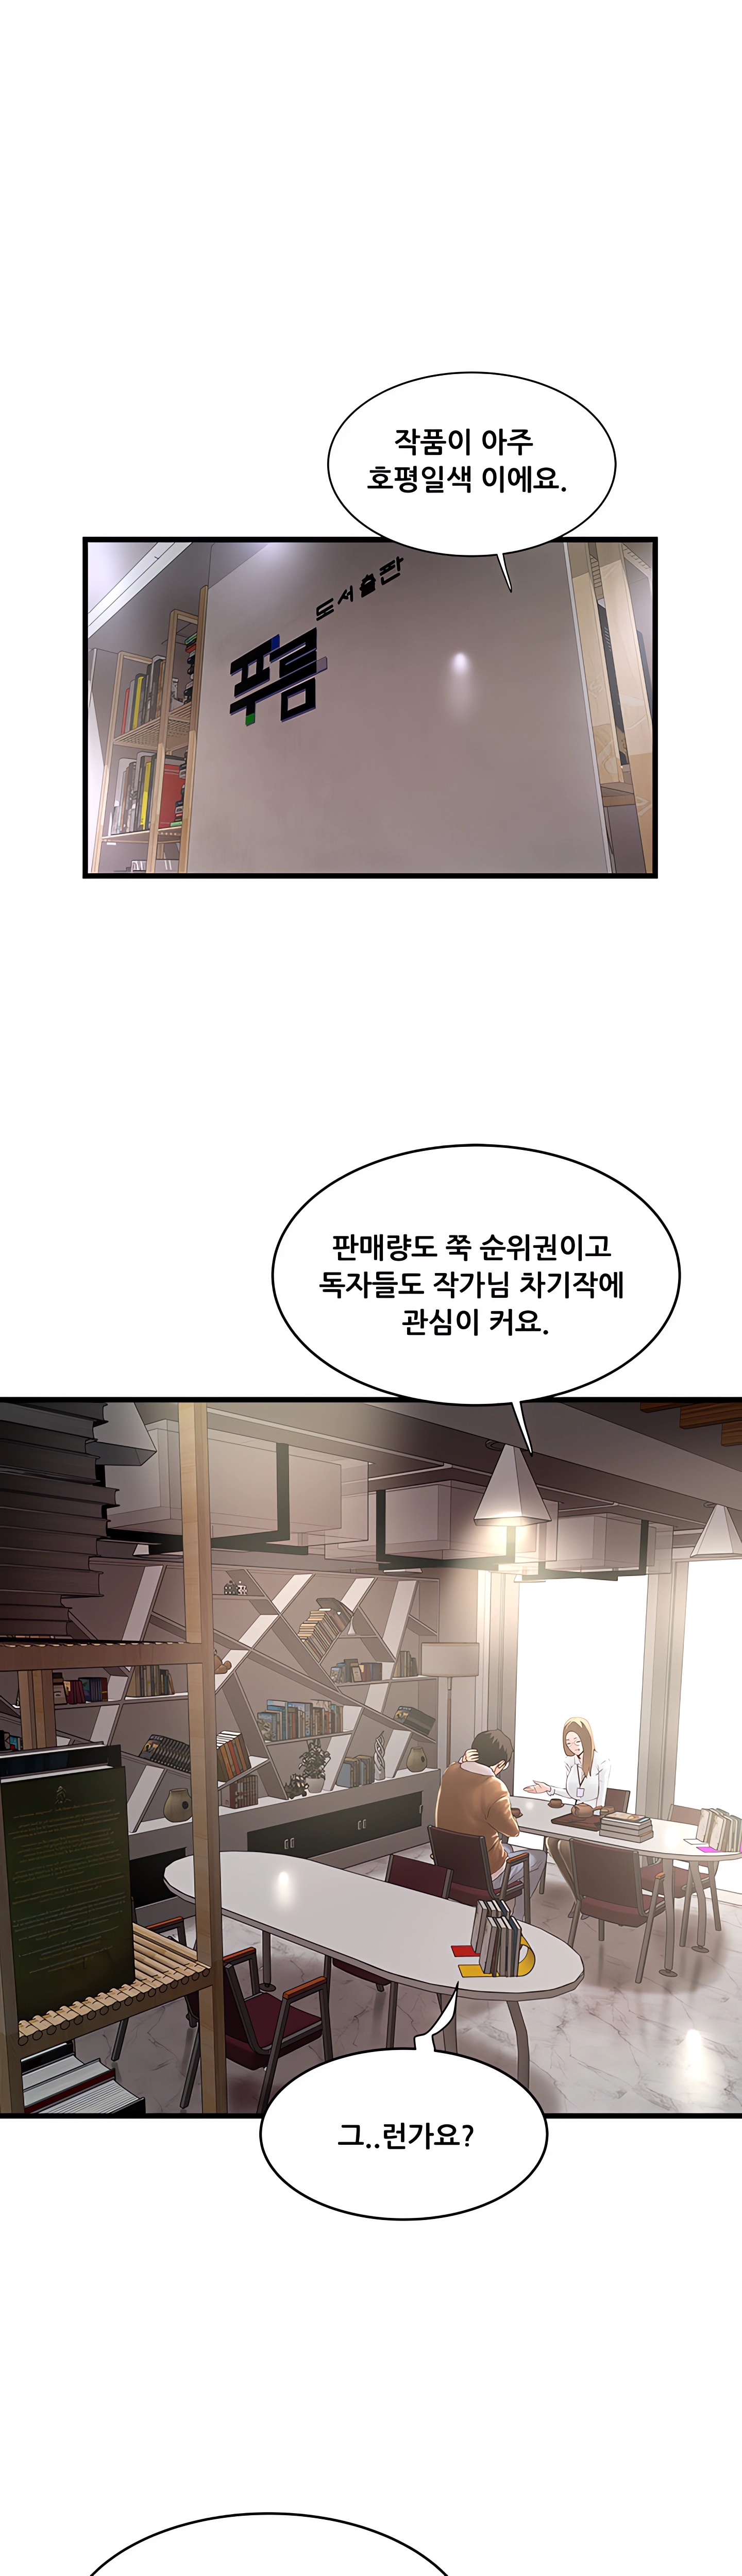 작품이 아주
호평일색 이에요.
도서출판
푸름
판매량도 쭉 순위권이고
독자들도 작가님 차기작에
관심이 커요.
그..런가요?